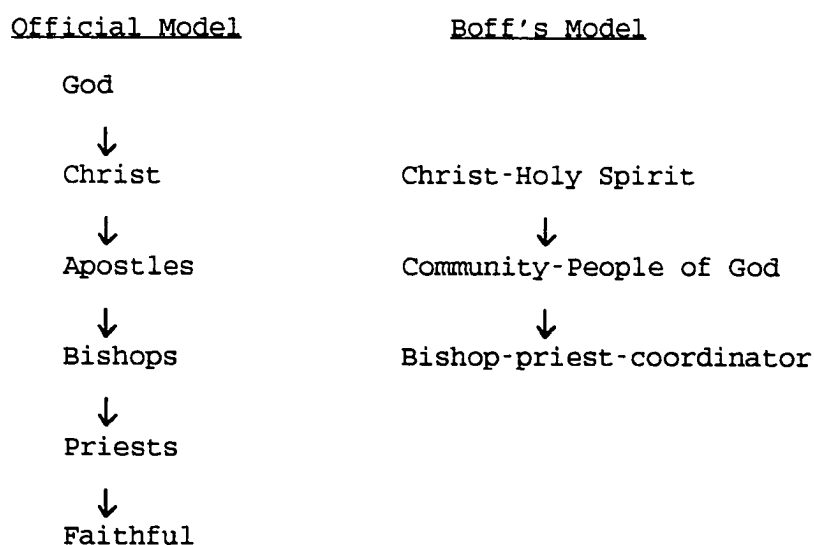 Official Model Boff's Model
God
↓
Christ Christ-Holy Spirit
↓ ↓
Apostles Community-People of God
↓ ↓
Bishops Bishop-priest-coordinator
↓
Priests
↓
Faithful